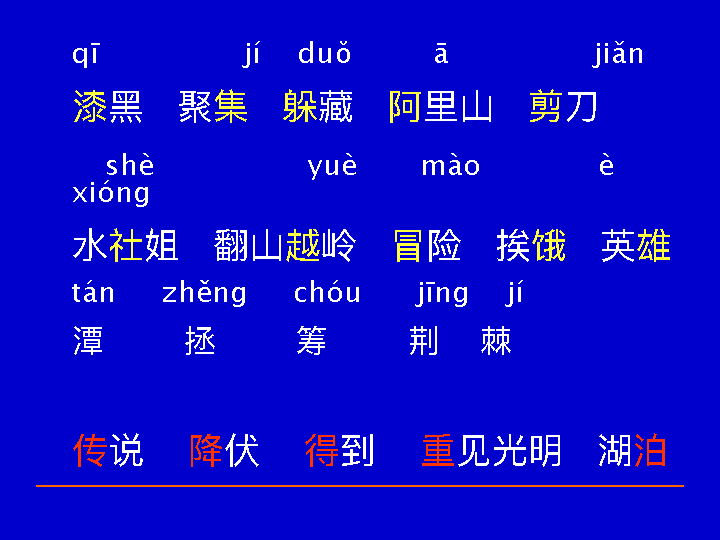 qī jí duǒ ā jiǎn
漆黑 聚集 躲藏 阿里山 剪刀
shè yuè mào è
xióng
水社姐 翻山越岭 冒险 挨饿 英雄
tán zhěng chóu jīng jí
潭 拯 筹 荆 棘
传说 降伏 得到 重见光明 湖泊